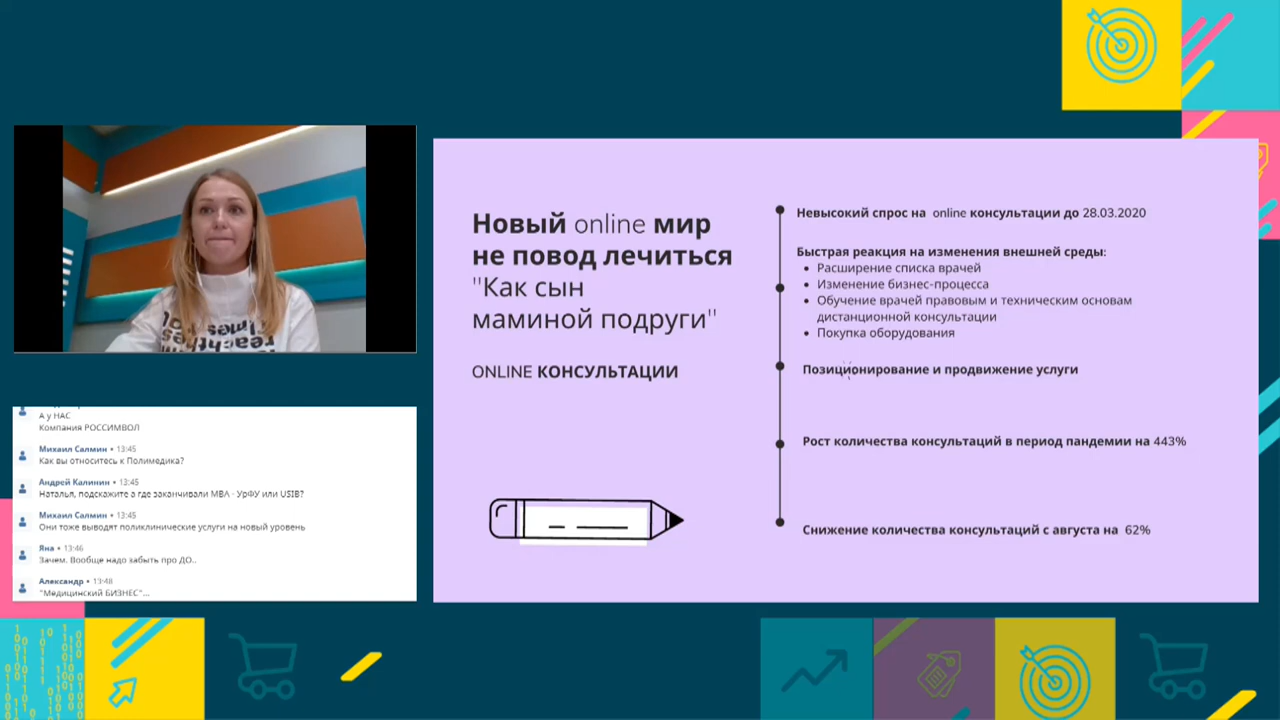 Новый online мир
не повод лечиться
"Как сын
маминой подруги"
ONLINE КОНСУЛЬТАЦИИ
Невысокий спрос на online консультации до 28.03.2020
Быстрая реакция на изменения внешней среды:
Расширение списка врачей
Изменение бизнес-процесса
Обучение врачей правовым и техническим основам
дистанционной консультации
Покупка оборудования
Позиционирование и продвижение услуги
Рост количества консультаций в период пандемии на 443%
Снижение количества консультаций с августа на 62%
А у НАС
Компания РОССИМВОЛ
Михаил Салмин • 13:45
Как вы относитесь к Полимедика?
Андрей Калинин • 13:45
Наталья, подскажите а где заканчивали MBA - УрФУ или USIB?
Михаил Салмин • 13:45
Они тоже выводят поликлинические услуги на новый уровень
Яна • 13:46
Зачем. Вообще надо забыть про ДО..
Александр • 13:48
"Медицинский БИЗНЕС"...